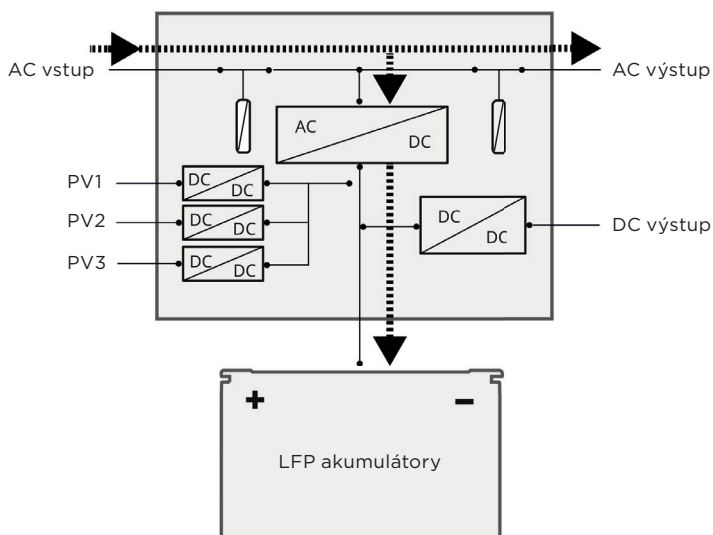 AC vstup
AC výstup
AC
DC
PV1
DC
DC
PV2
DC
DC
PV3
DC
DC
DC
DC
DC výstup
+
−
LFP akumulátory